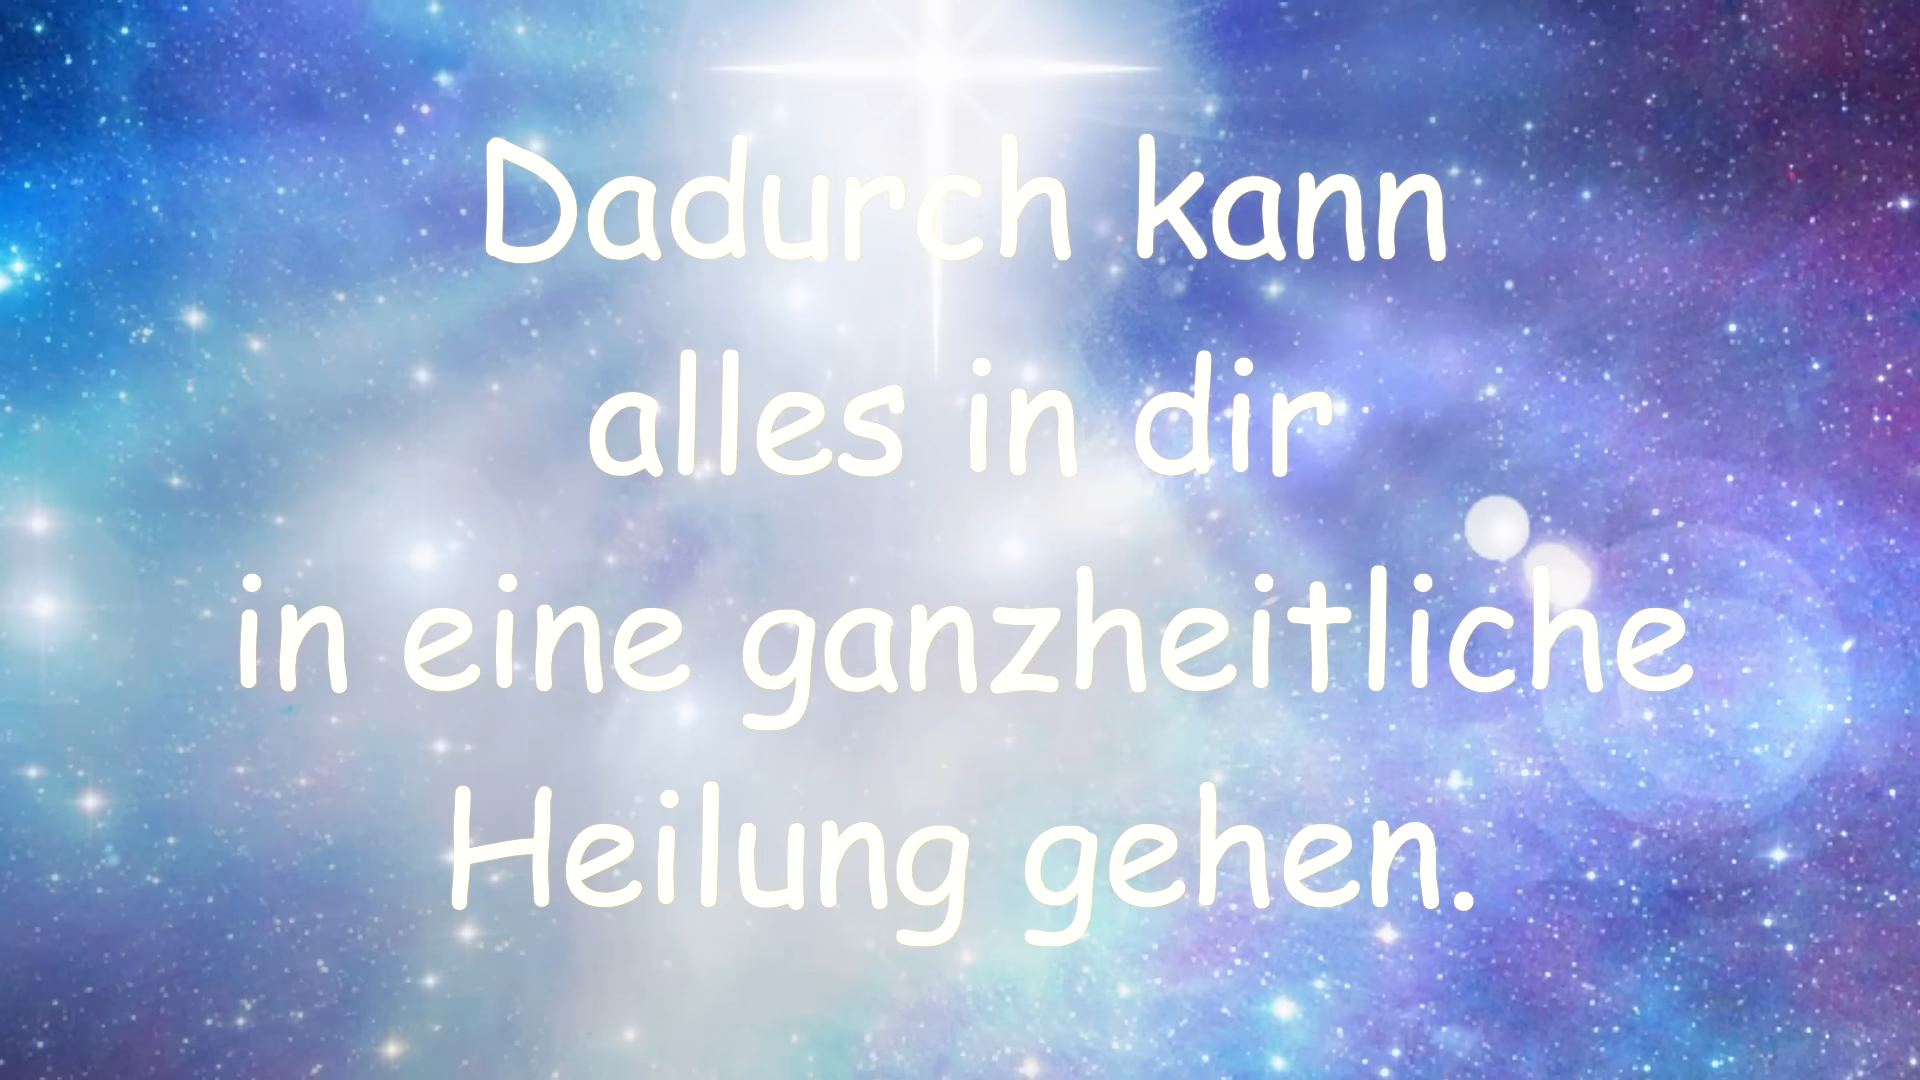 Dadurch kann
alles in dir
in eine ganzheitliche
Heilung gehen.